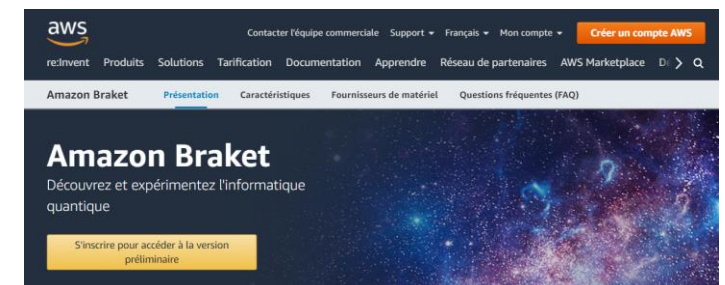 aws
Contacter l'équipe commerciale Support Français Mon compte Créer un compte AWS
re:Invent Produits Solutions Tarification Documentation Apprendre Réseau de partenaires AWS Marketplace
Amazon Braket Présentation Caractéristiques Fournisseurs de matériel Questions fréquentes (FAQ)
Amazon Braket
Découvrez et expérimentez l'informatique
quantique
S'inscrire pour accéder à la version
préliminaire